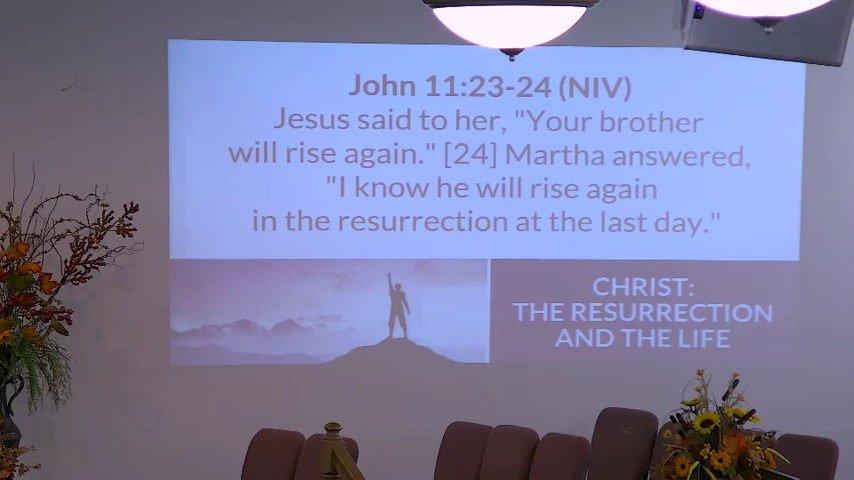 John 11:23-24 (NIV)
Jesus said to her, "Your brother
will rise again." [24] Martha answered,
"I know he will rise again
in the resurrection at the last day."
CHRIST:
THE RESURRECTION
AND THE LIFE